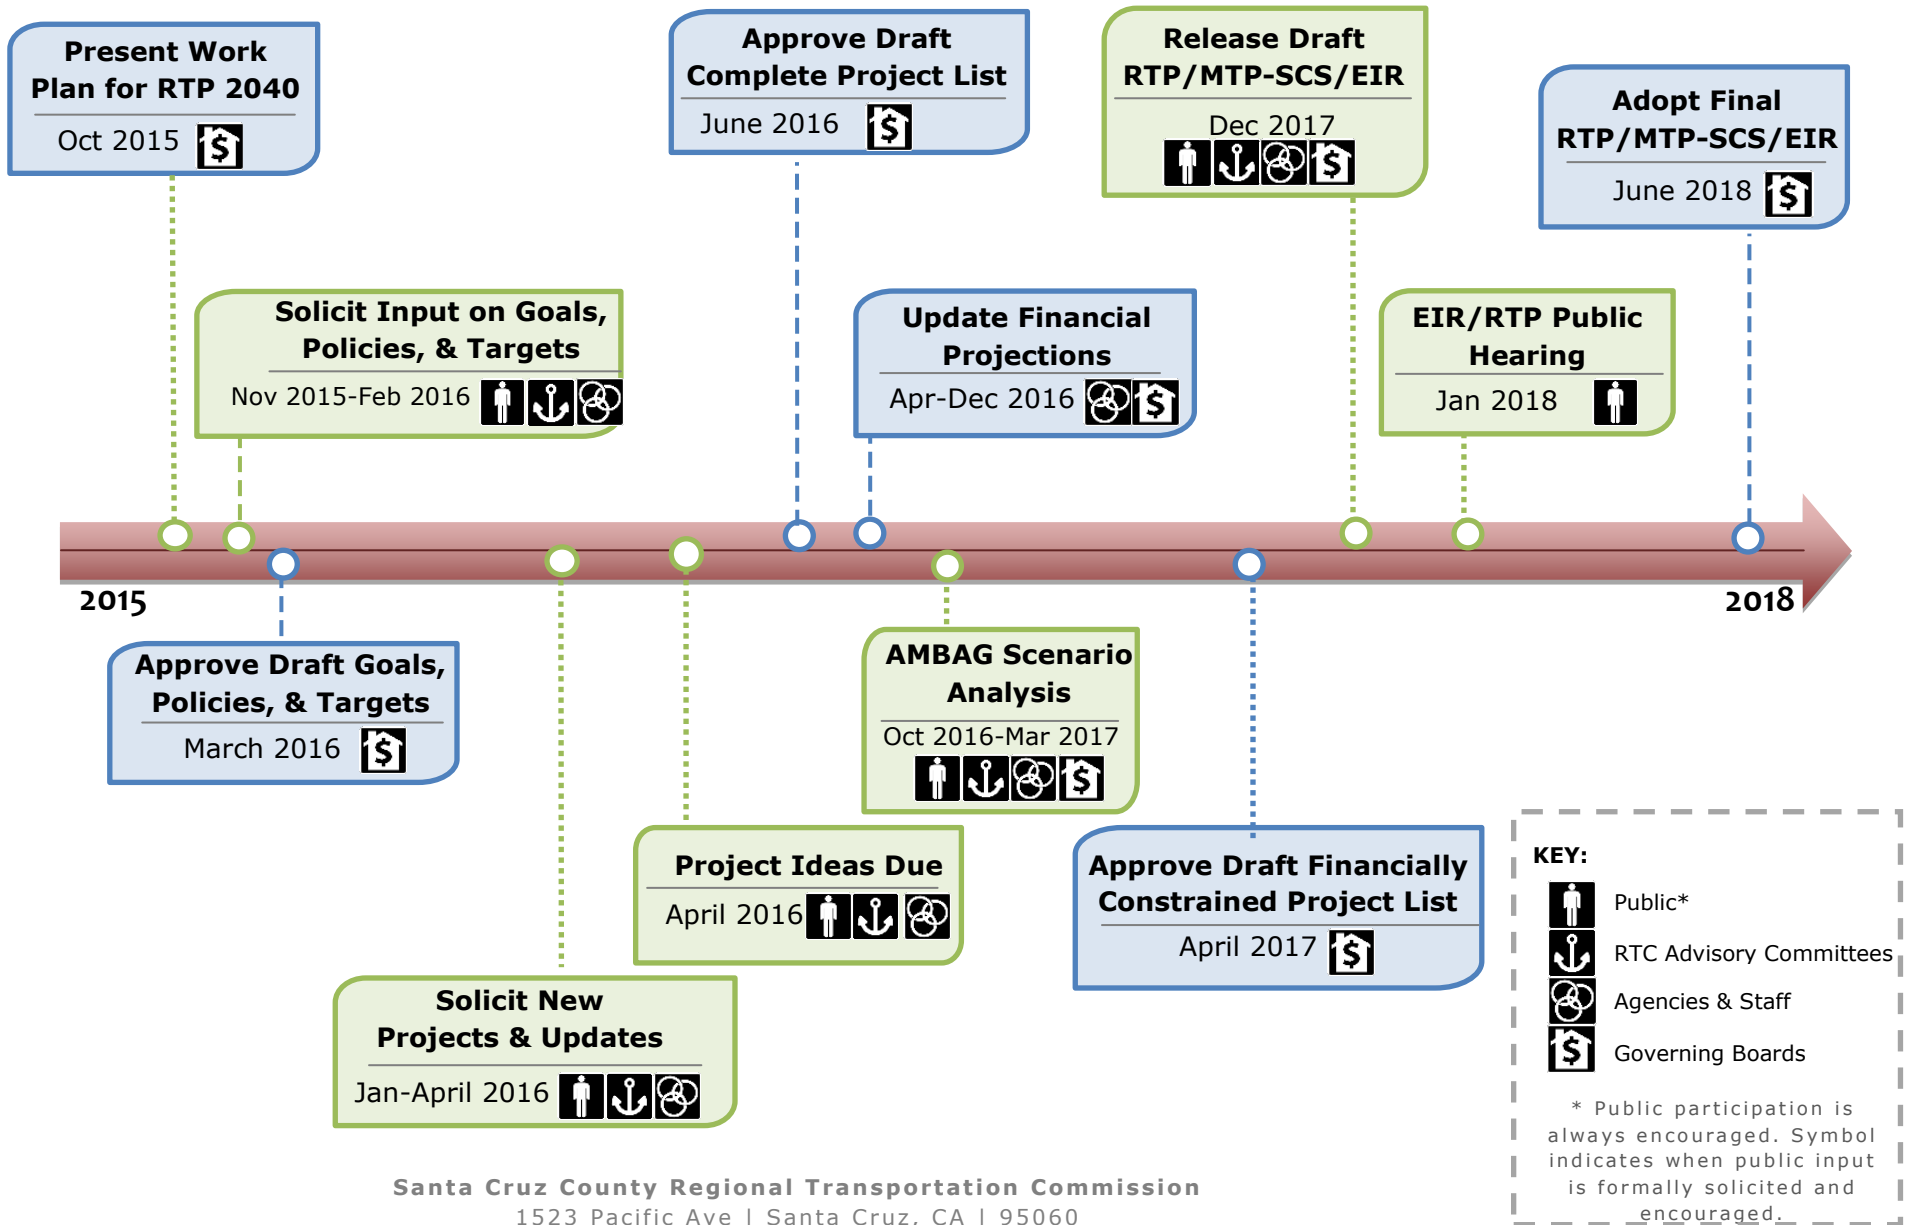 Present Work
Plan for RTP 2040
Oct 2015
Approve Draft
Complete Project List
June 2016
Release Draft
RTP/MTP-SCS/EIR
Dec 2017
Adopt Final
RTP/MTP-SCS/EIR
June 2018
Solicit Input on Goals,
Policies, & Targets
Nov 2015-Feb 2016
Update Financial
Projections
Apr-Dec 2016
EIR/RTP Public
Hearing
Jan 2018
2015
2018
Approve Draft Goals,
Policies, & Targets
March 2016
AMBAG Scenario
Analysis
Oct 2016-Mar 2017
Project Ideas Due
April 2016
Approve Draft Financially
Constrained Project List
April 2017
Solicit New
Projects & Updates
Jan-April 2016
KEY:
Public*
RTC Advisory Committees
Agencies & Staff
$ Governing Boards
* Public participation is
always encouraged. Symbol
indicates when public input
is formally solicited and
encouraged.
Santa Cruz County Regional Transportation Commission
1523 Pacific Ave | Santa Cruz, CA | 95060